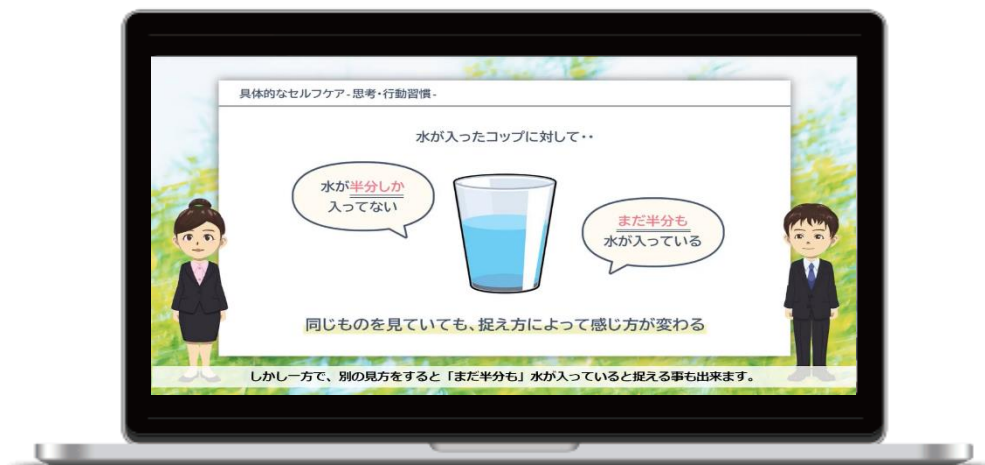 具体的なセルフケア-思考・行動習慣-
水が入ったコップに対して・・
水が半分しか
入ってない
まだ半分も
水が入っている
同じものを見ていても、捉え方によって感じ方が変わる
しかし一方で、別の見方をすると「まだ半分も」水が入っていると捉える事も出来ます。